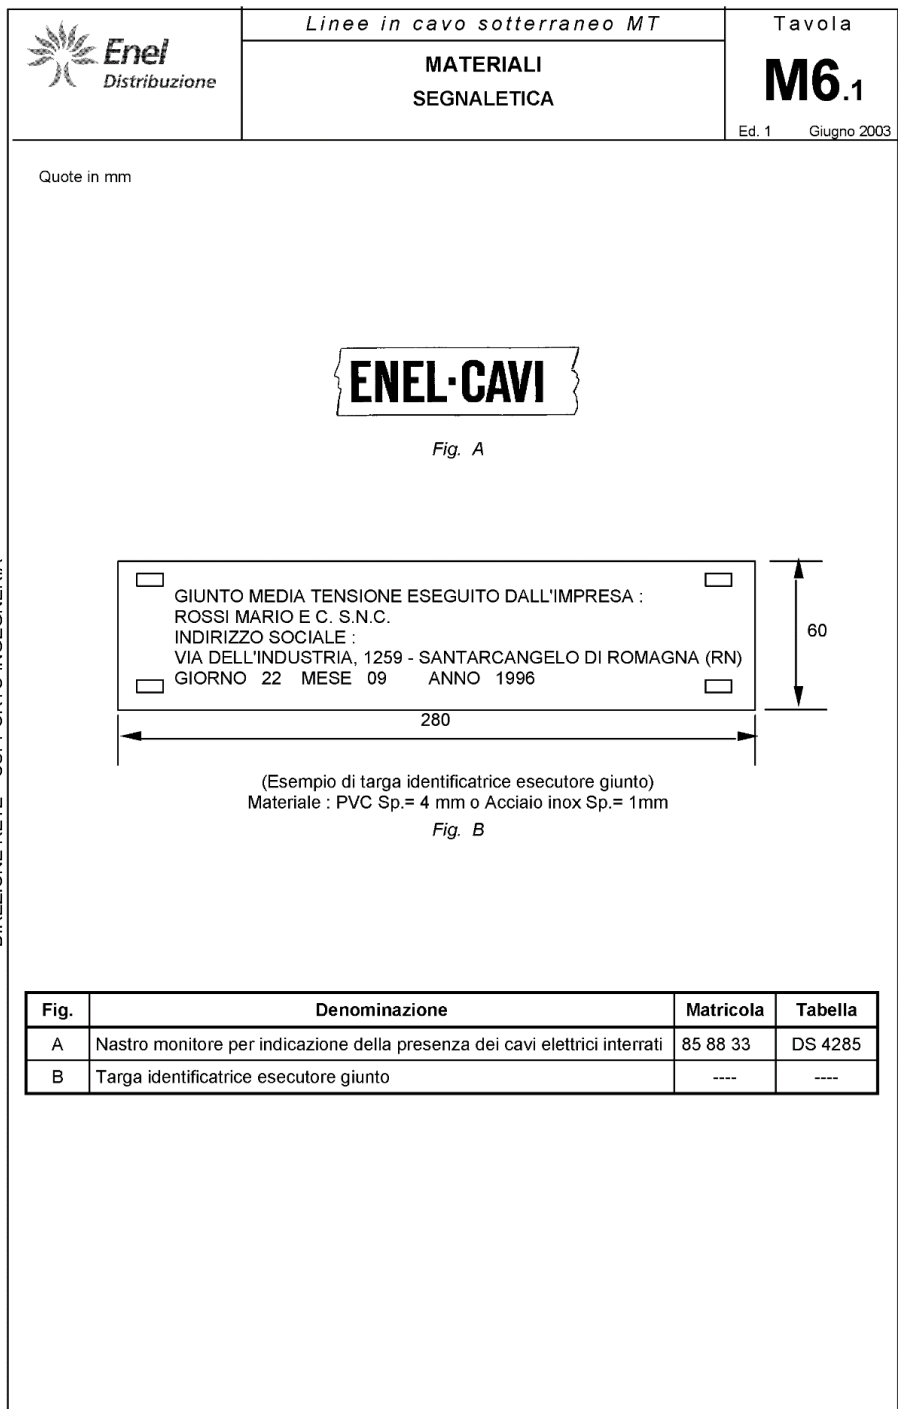 Enel
Distribuzione
Linee in cavo sotterraneo MT
MATERIALI
SEGNALETICA
Tavola
M6.1
Ed. 1 Giugno 2003
Quote in mm
ENEL·CAVI
Fig. A
GIUNTO MEDIA TENSIONE ESEGUITO DALL'IMPRESA :
ROSSI MARIO E C. S.N.C.
INDIRIZZO SOCIALE :
VIA DELL'INDUSTRIA, 1259 - SANTARCANGELO DI ROMAGNA (RN)
GIORNO 22 MESE 09 ANNO 1996
60
280
(Esempio di targa identificatrice esecutore giunto)
Materiale : PVC Sp.= 4 mm o Acciaio inox Sp.= 1mm
Fig. B
Fig. Denominazione Matricola Tabella
A Nastro monitore per indicazione della presenza dei cavi elettrici interrati 85 88 33 DS 4285
B Targa identificatrice esecutore giunto ---- ----